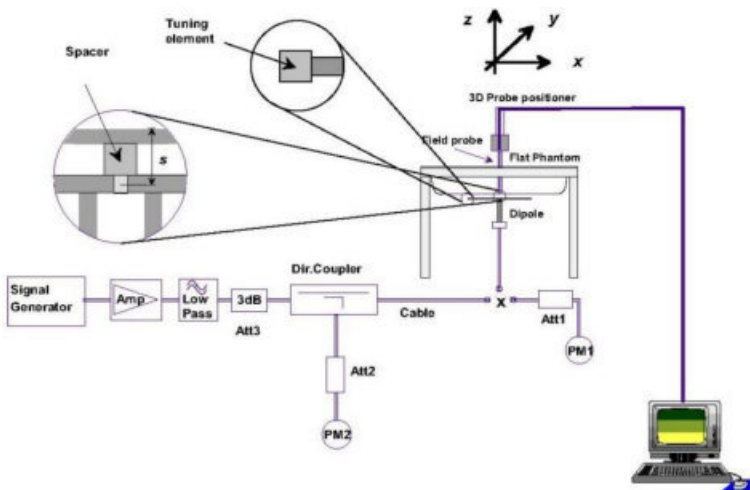 Tuning
element
Spacer
z
y
x
3D Probe positioner
Field probe
Flat Phantom
s
Dipole
Dir.Coupler
Signal
Generator
Amp
Low
Pass
3dB
Att3
Cable
x
Att1
PM1
Att2
PM2